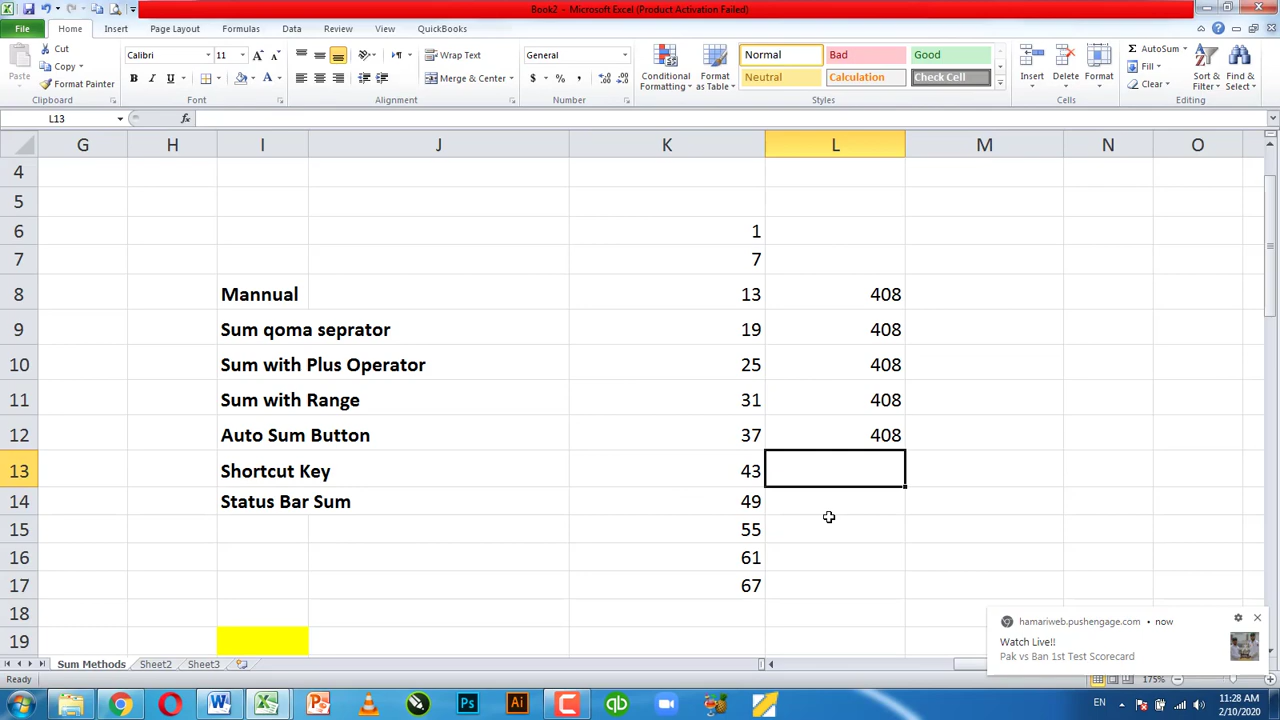 Book2 - Microsoft Excel (Product Activation Failed)
File Home Insert Page Layout Formulas Data Review View QuickBooks
Paste Cut Copy Format Painter Clipboard
Calibri 11 Font
Wrap Text Merge & Center Alignment
General Number
Conditional Formatting Format as Table
Normal Bad Good
Neutral Calculation Check Cell
Styles
Insert Delete Format Cells
AutoSum Fill Clear Sort & Filter Find & Select Editing
L13 fx
G H I J K L M N O
4
5
6 1
7 7
8 Mannual 13 408
9 Sum qoma seprator 19 408
10 Sum with Plus Operator 25 408
11 Sum with Range 31 408
12 Auto Sum Button 37 408
13 Shortcut Key 43
14 Status Bar Sum 49
15 55
16 61
17 67
18
19
hamariweb.pushengage.com • now
Watch Live!!
Pak vs Ban 1st Test Scorecard
Sum Methods Sheet2 Sheet3
Ready 175%
EN 11:28 AM
2/10/2020